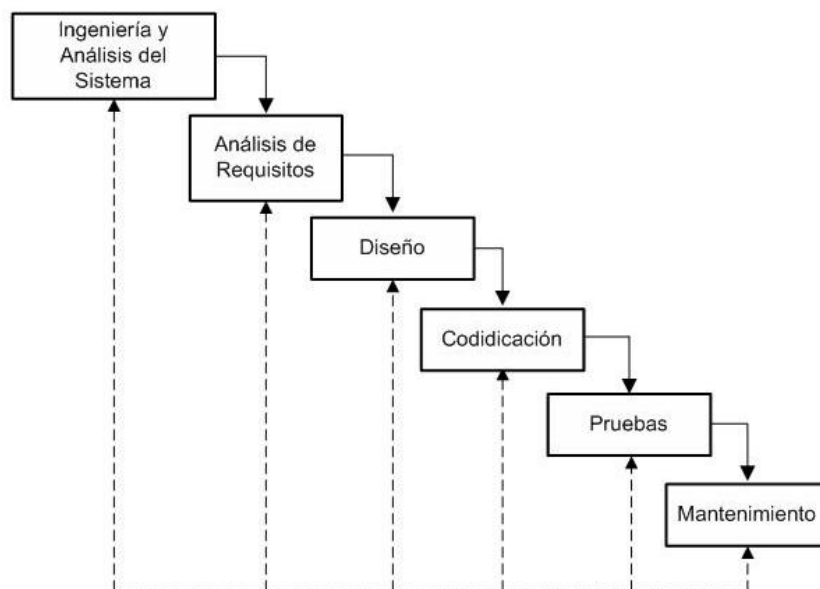 Ingeniería y
Análisis del
Sistema
Análisis de
Requisitos
Diseño
Codidicación
Pruebas
Mantenimiento